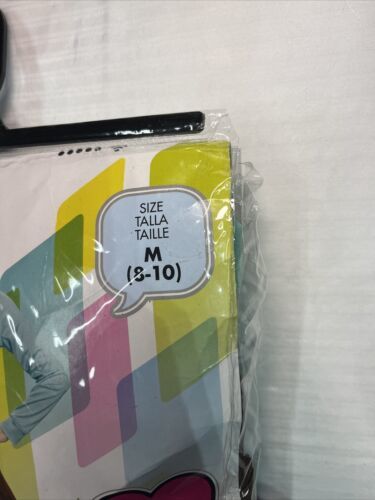 SIZE
TALLA
TAILLE
M
(8-10)